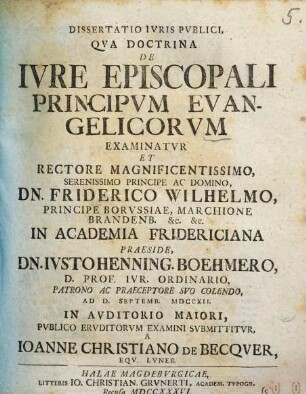 5.
DISSERTATIO IVRIS PVBLICI,
QVA DOCTRINA
DE
IVRE EPISCOPALI
PRINCIPVM EVAN-
GELICORVM
EXAMINATVR
ET
RECTORE MAGNIFICENTISSIMO,
SERENISSIMO PRINCIPE AC DOMINO,
DN. FRIDERICO WILHELMO,
PRINCIPE BORVSSIAE, MARCHIONE
BRANDENB. &c. &c.
IN ACADEMIA FRIDERICIANA
PRAESIDE,
DN. IVSTO HENNING. BOEHMERO,
D. PROF. IVR. ORDINARIO,
PATRONO AC PRAECEPTORE SVO COLENDO,
AD D. SEPTEMB. MDCCXII.
IN AVDITORIO MAIORI,
PVBLICO ERVDITORVM EXAMINI SVBMITTITVR,
A
IOANNE CHRISTIANO DE BECQVER,
EQV. LVNEB.
HALAE MAGDEBVRGICAE,
LITTERIS IO. CHRISTIAN. GRVNERTI, ACADEM. TYPOGR.
Recusa MDCCXXXVI.